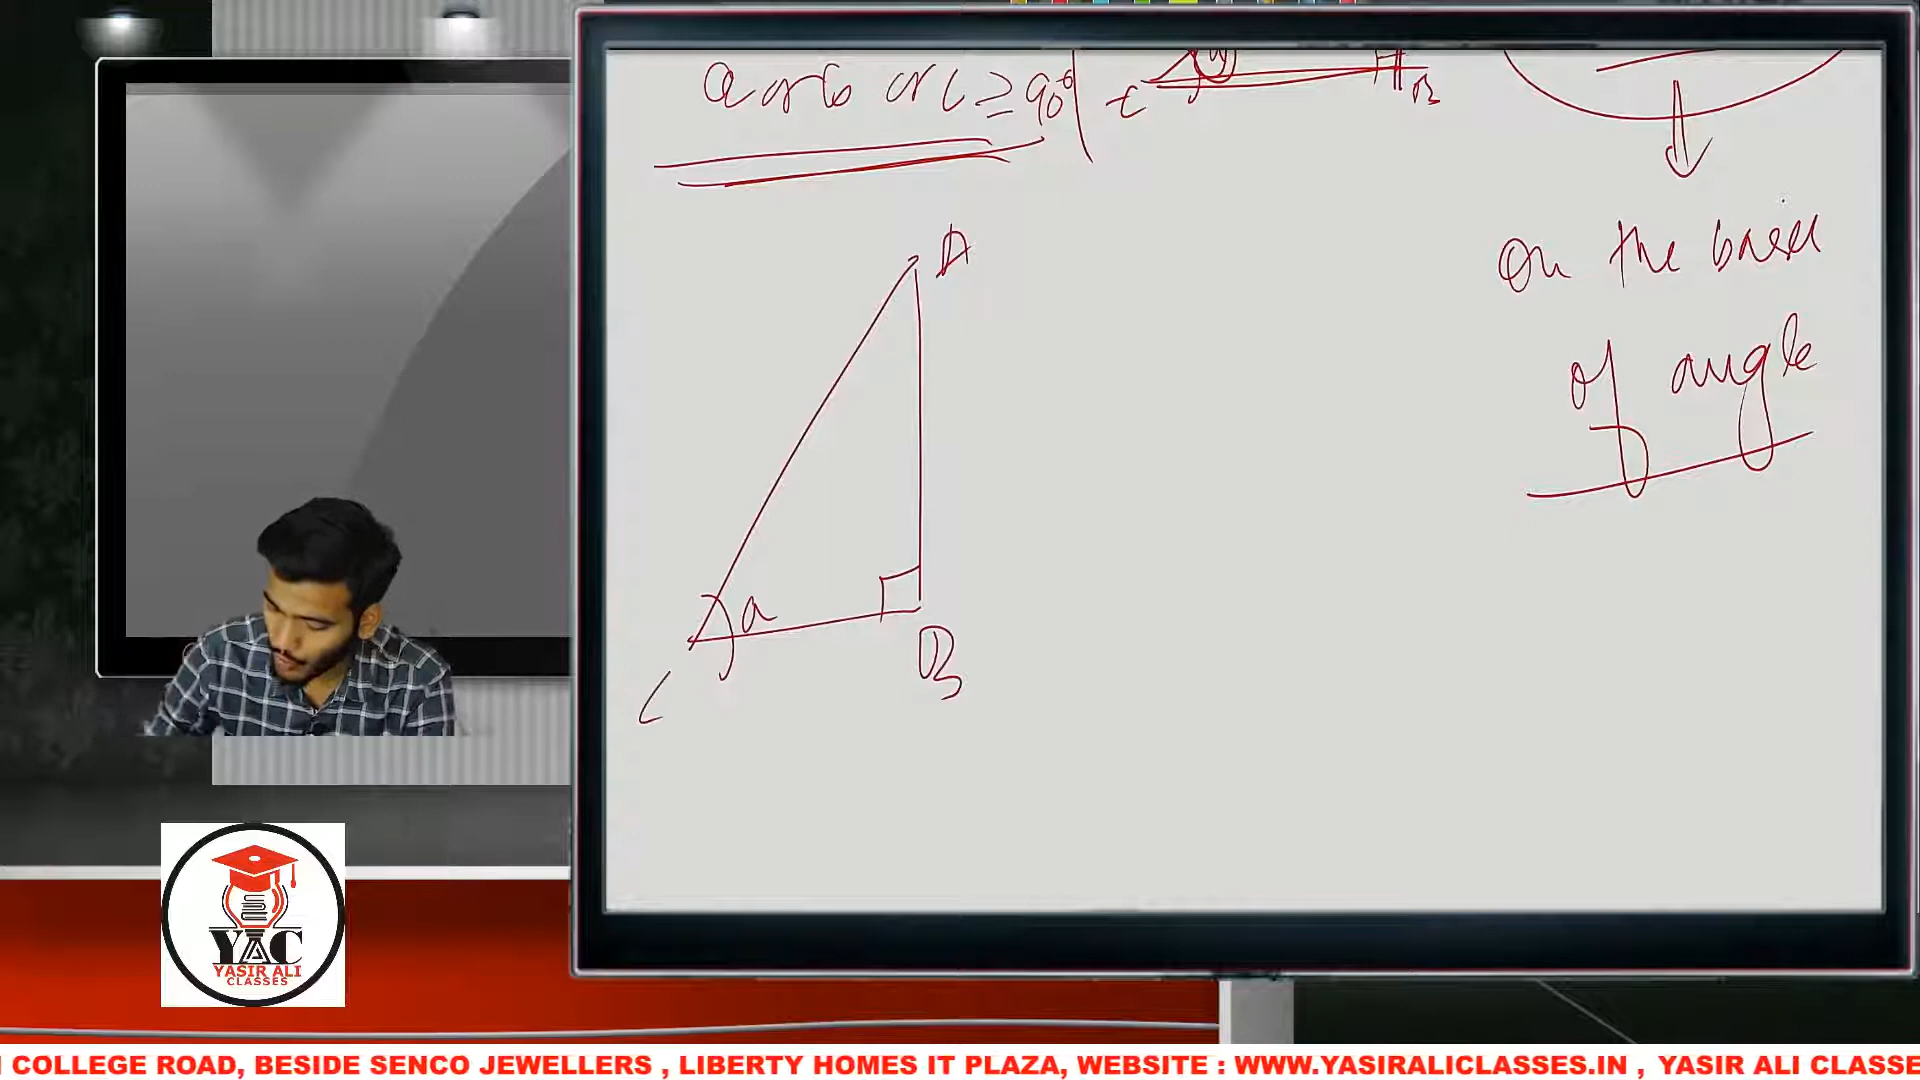 a or b or c ≥ 90°
C
B
A
on the basis
of angle
a
B
C
YAC
YASIR ALI
CLASSES
COLLEGE ROAD, BESIDE SENCO JEWELLERS , LIBERTY HOMES IT PLAZA, WEBSITE : WWW.YASIRALICLASSES.IN , YASIR ALI CLASSE